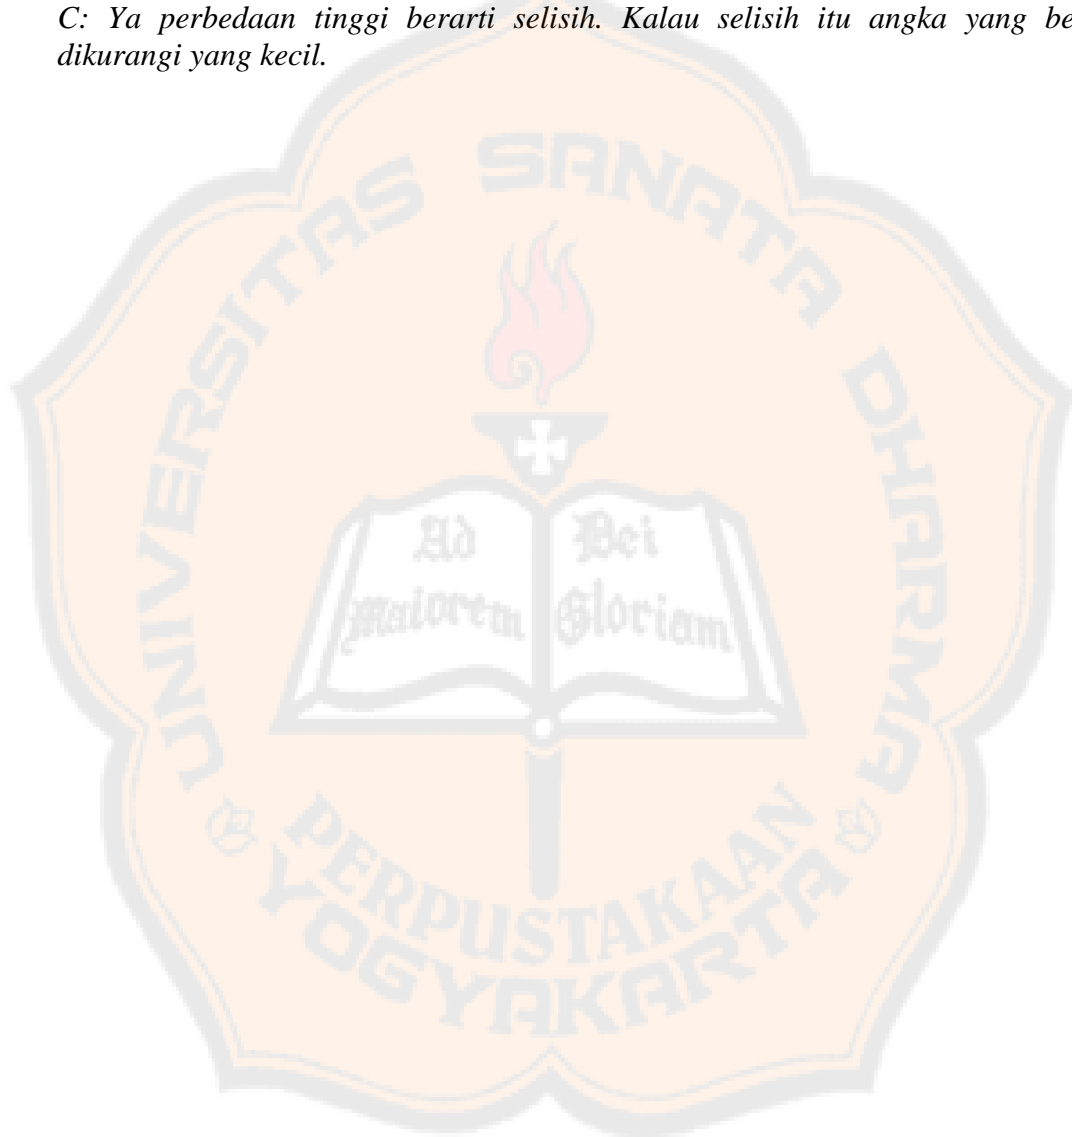 C: Ya perbedaan tinggi berarti selisih. Kalau selisih itu angka yang be
dikurangi yang kecil.
UNIVERSITAS SANATA DHARMA
Ad Dei
Maiorem Gloriam
PERPUSTAKAAN
YOGYAKARTA